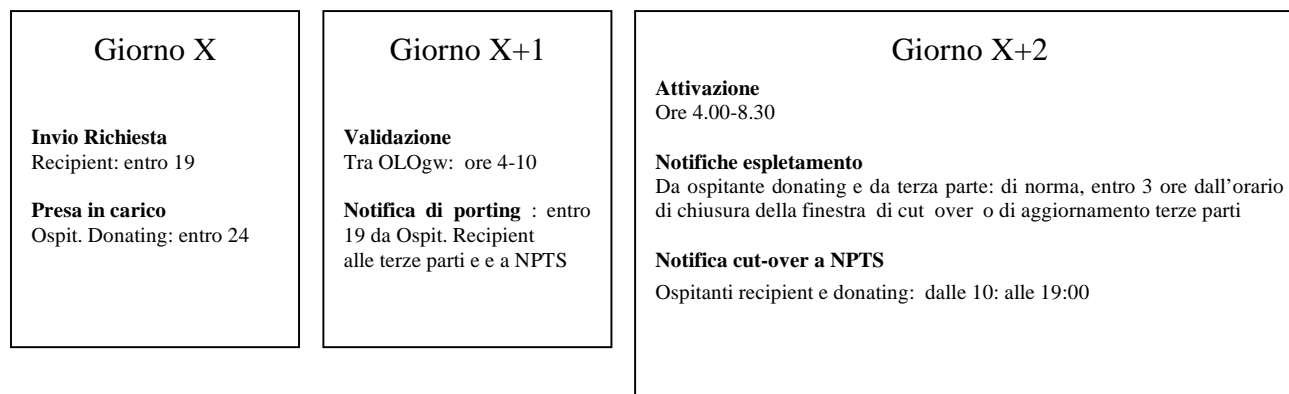 Giorno X
Invio Richiesta
Recipient: entro 19
Presa in carico
Ospit. Donating: entro 24
Giorno X+1
Validazione
Tra OLOgw: ore 4-10
Notifica di porting : entro
19 da Ospit. Recipient
alle terze parti e e a NPTS
Giorno X+2
Attivazione
Ore 4.00-8.30
Notifiche espletamento
Da ospitante donating e da terza parte: di norma, entro 3 ore dall'orario
di chiusura della finestra di cut over o di aggiornamento terze parti
Notifica cut-over a NPTS
Ospitanti recipient e donating: dalle 10: alle 19:00